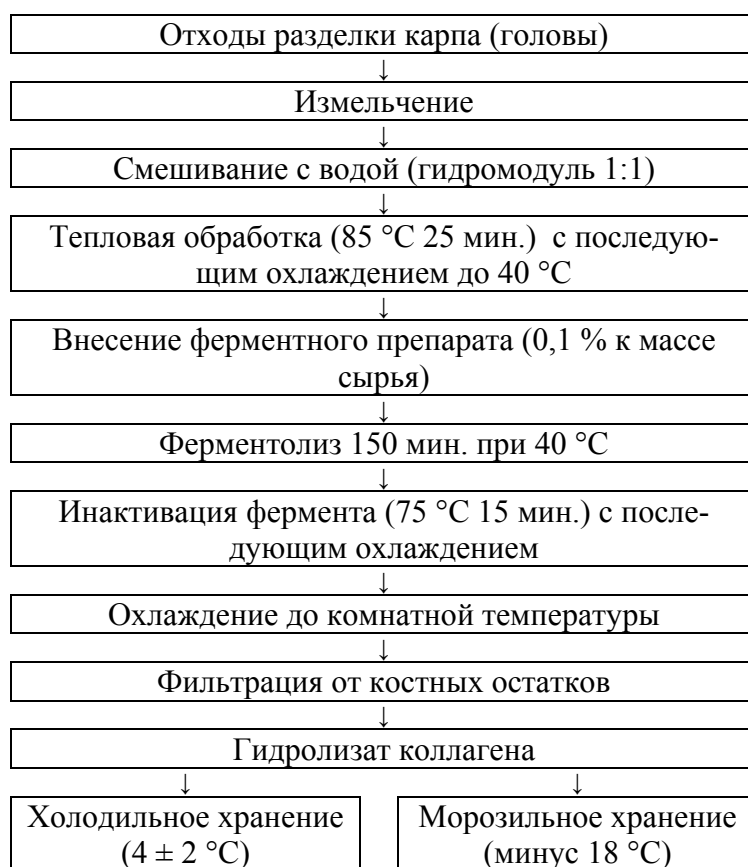 Отходы разделки карпа (головы)
↓
Измельчение
↓
Смешивание с водой (гидромодуль 1:1)
↓
Тепловая обработка (85 °С 25 мин.) с последую-
щим охлаждением до 40 °С
↓
Внесение ферментного препарата (0,1 % к массе
сырья)
↓
Ферментолиз 150 мин. при 40 °С
↓
Инактивация фермента (75 °С 15 мин.) с после-
дующим охлаждением
↓
Охлаждение до комнатной температуры
↓
Фильтрация от костных остатков
↓
Гидролизат коллагена
↓ ↓
Холодильное хранение
(4 ± 2 °С)
Морозильное хранение
(минус 18 °С)